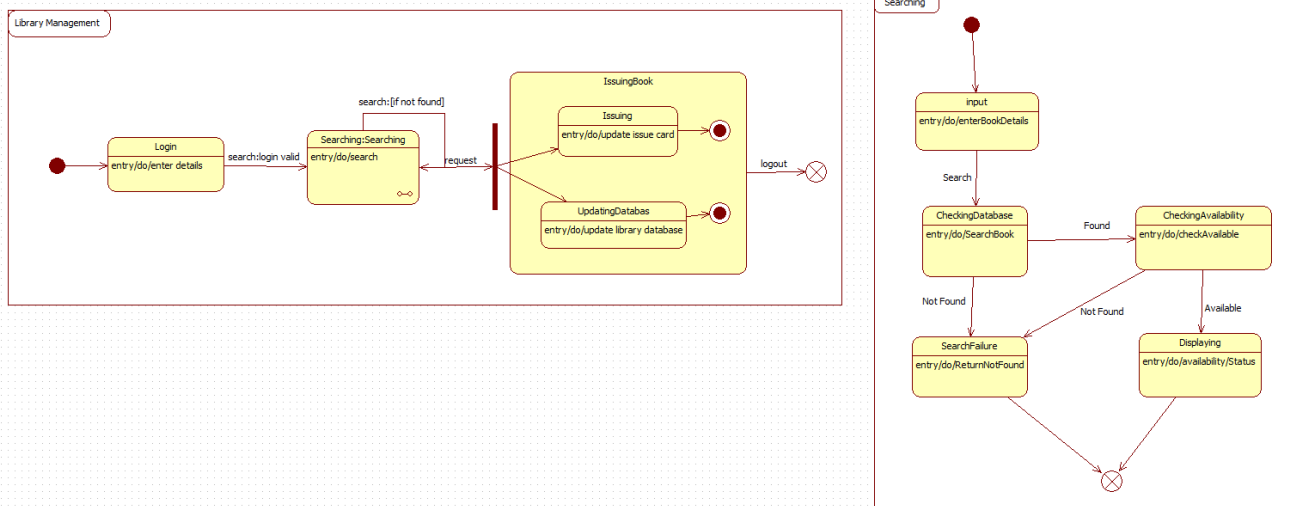 Library Management
Searching
IssuingBook
search:[if not found]
Issuing
entry/do/update issue card
Login
entry/do/enter details
search:login valid
Searching:Searching
entry/do/search
request
logout
UpdatingDatabas
entry/do/update library database
input
entry/do/enterBookDetails
Search
CheckingDatabase
entry/do/SearchBook
Found
CheckingAvailability
entry/do/checkAvailable
Not Found
Not Found
Available
SearchFailure
entry/do/ReturnNotFound
Displaying
entry/do/availability/Status